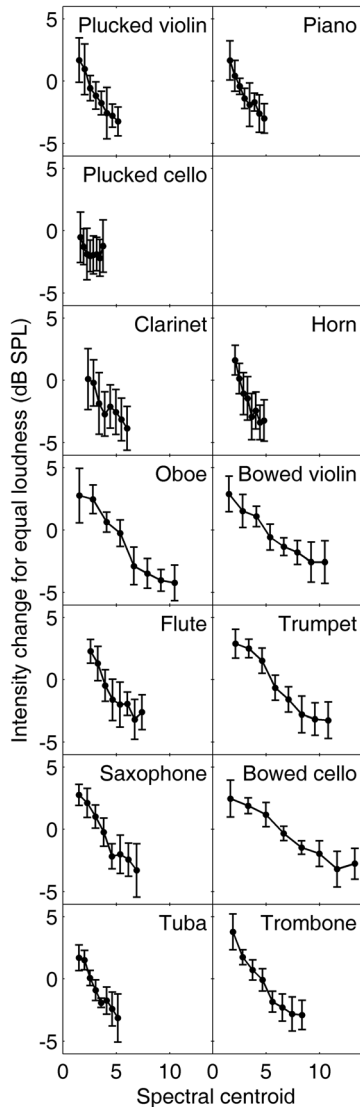 Plucked violin Piano
5
0
-5
Plucked cello
5
0
-5
Clarinet Horn
5
0
-5
Oboe Bowed violin
5
0
-5
Flute Trumpet
5
0
-5
Saxophone Bowed cello
5
0
-5
Tuba Trombone
5
0
-5
0 5 10 0 5 10
Spectral centroid
Intensity change for equal loudness (dB SPL)